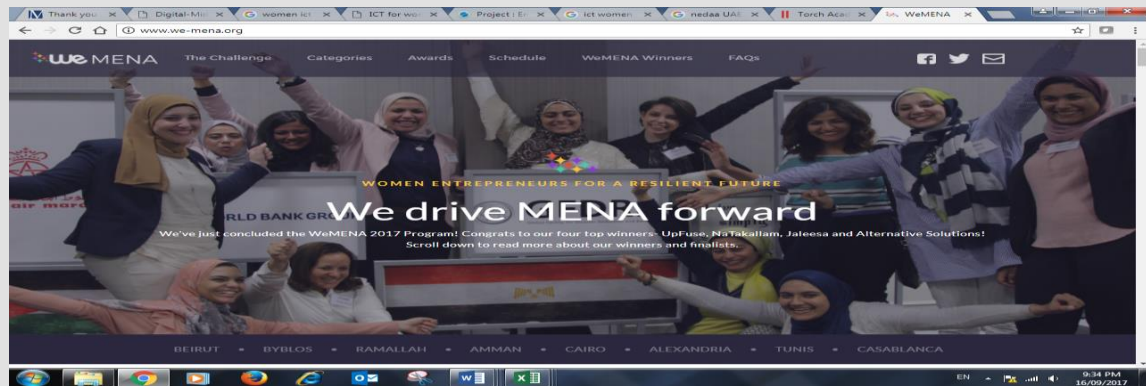 Thank you
Digital-Mi
women ict
ICT for wo
Project : E
ict women
nedaa UAE
Torch Aca
WeMENA
www.we-mena.org
we MENA
The Challenge
Categories
Awards
Schedule
WeMENA Winners
FAQs
WORLD BANK GRO
WOMEN ENTREPRENEURS FOR A RESILIENT FUTURE
We drive MENA forward
We've just concluded the WeMENA 2017 Program! Congrats to our four top winners- UpFuse, NaTakallam, Jaleesa and Alternative Solutions!
Scroll down to read more about our winners and finalists.
BEIRUT • BYBLOS • RAMALLAH • AMMAN • CAIRO • ALEXANDRIA • TUNIS • CASABLANCA
EN
9:34 PM
16/09/2017